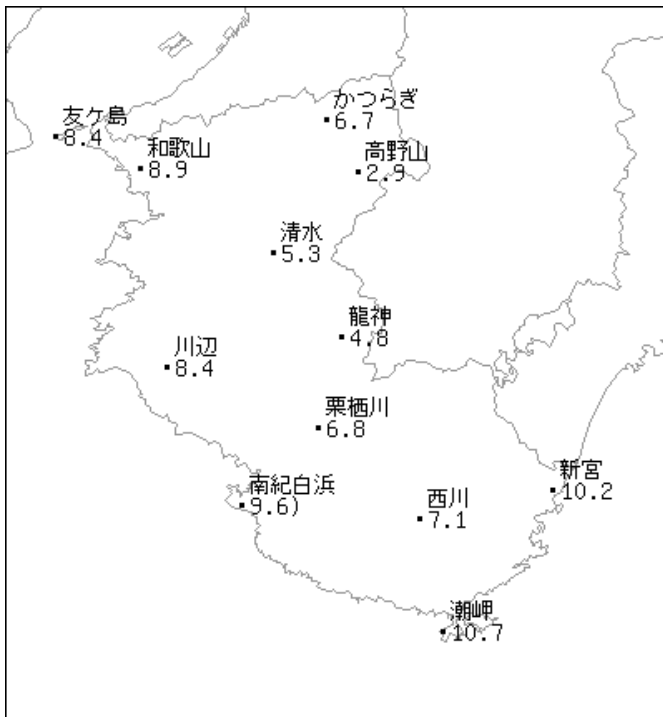 かつらぎ
6.7
友ケ島
8.4
和歌山
8.9
高野山
2.9
清水
5.3
龍神
4.8
川辺
8.4
栗栖川
6.8
南紀白浜
9.6)
西川
7.1
新宮
10.2
潮岬
10.7